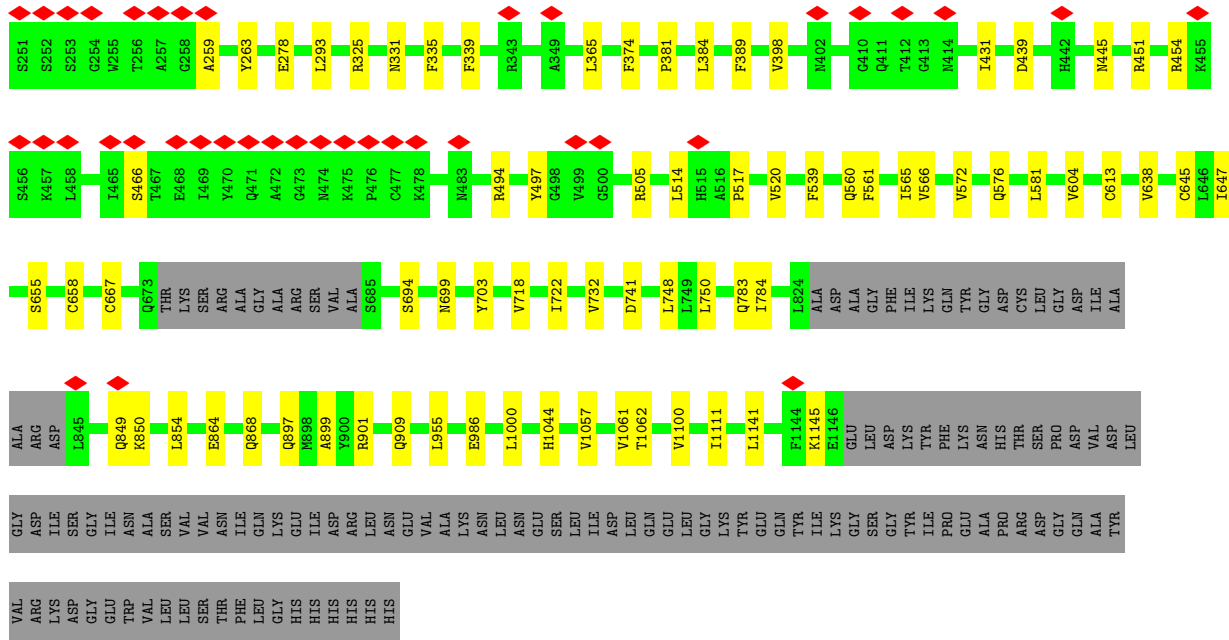 S251 S252 S253 G254 W255 T256 A257 G258 A259 Y263 E278 L293 R325 N331 F335 F339 R343 A349 L365 F374 P381 L384 F389 V398 N402 G410 Q411 T412 G413 N414 I431 D439 H442 N445 R451 R454 K455
S456 K457 L458 I465 S466 T467 E468 I469 Y470 Q471 A472 G473 N474 K475 P476 C477 K478 N483 R494 Y497 G498 V499 G500 R505 L514 H515 A516 P517 V520 F539 Q560 F561 I565 V566 V572 Q576 L581 V604 C613 V638 C645 L646 I647
S655 C658 C667 Q673 THR LYS SER ARG ALA GLY ALA ARG SER VAL ALA S685 S694 N699 Y703 V718 I722 V732 D741 L748 L749 L750 Q783 I784 L824 ALA ASP ALA GLY PHE ILE LYS GLN TYR GLY ASP CYS LEU GLY ASP ILE ALA
ALA ARG ASP L845 Q849 K850 L854 E864 Q868 Q897 M898 A899 Y900 R901 Q909 L955 E986 L1000 H1044 V1057 V1061 T1062 V1100 I1111 L1141 F1144 K1145 E1146 GLU LEU ASP LYS TYR PHE LYS ASN HIS THR SER PRO ASP VAL ASP LEU
GLY ASP ILE SER GLY ILE ASN ALA SER VAL VAL ASN ILE GLN LYS GLU ILE ASP ARG LEU ASN GLU VAL ALA LYS ASN LEU ASN GLU SER LEU ILE ASP LEU GLN GLU LEU GLY LYS TYR GLU GLN TYR ILE LYS GLY SER GLY TYR ILE PRO GLU ALA PRO ARG ASP GLY GLN ALA TYR
VAL ARG LYS ASP GLY GLU TRP VAL LEU LEU SER THR PHE LEU GLY HIS HIS HIS HIS HIS HIS